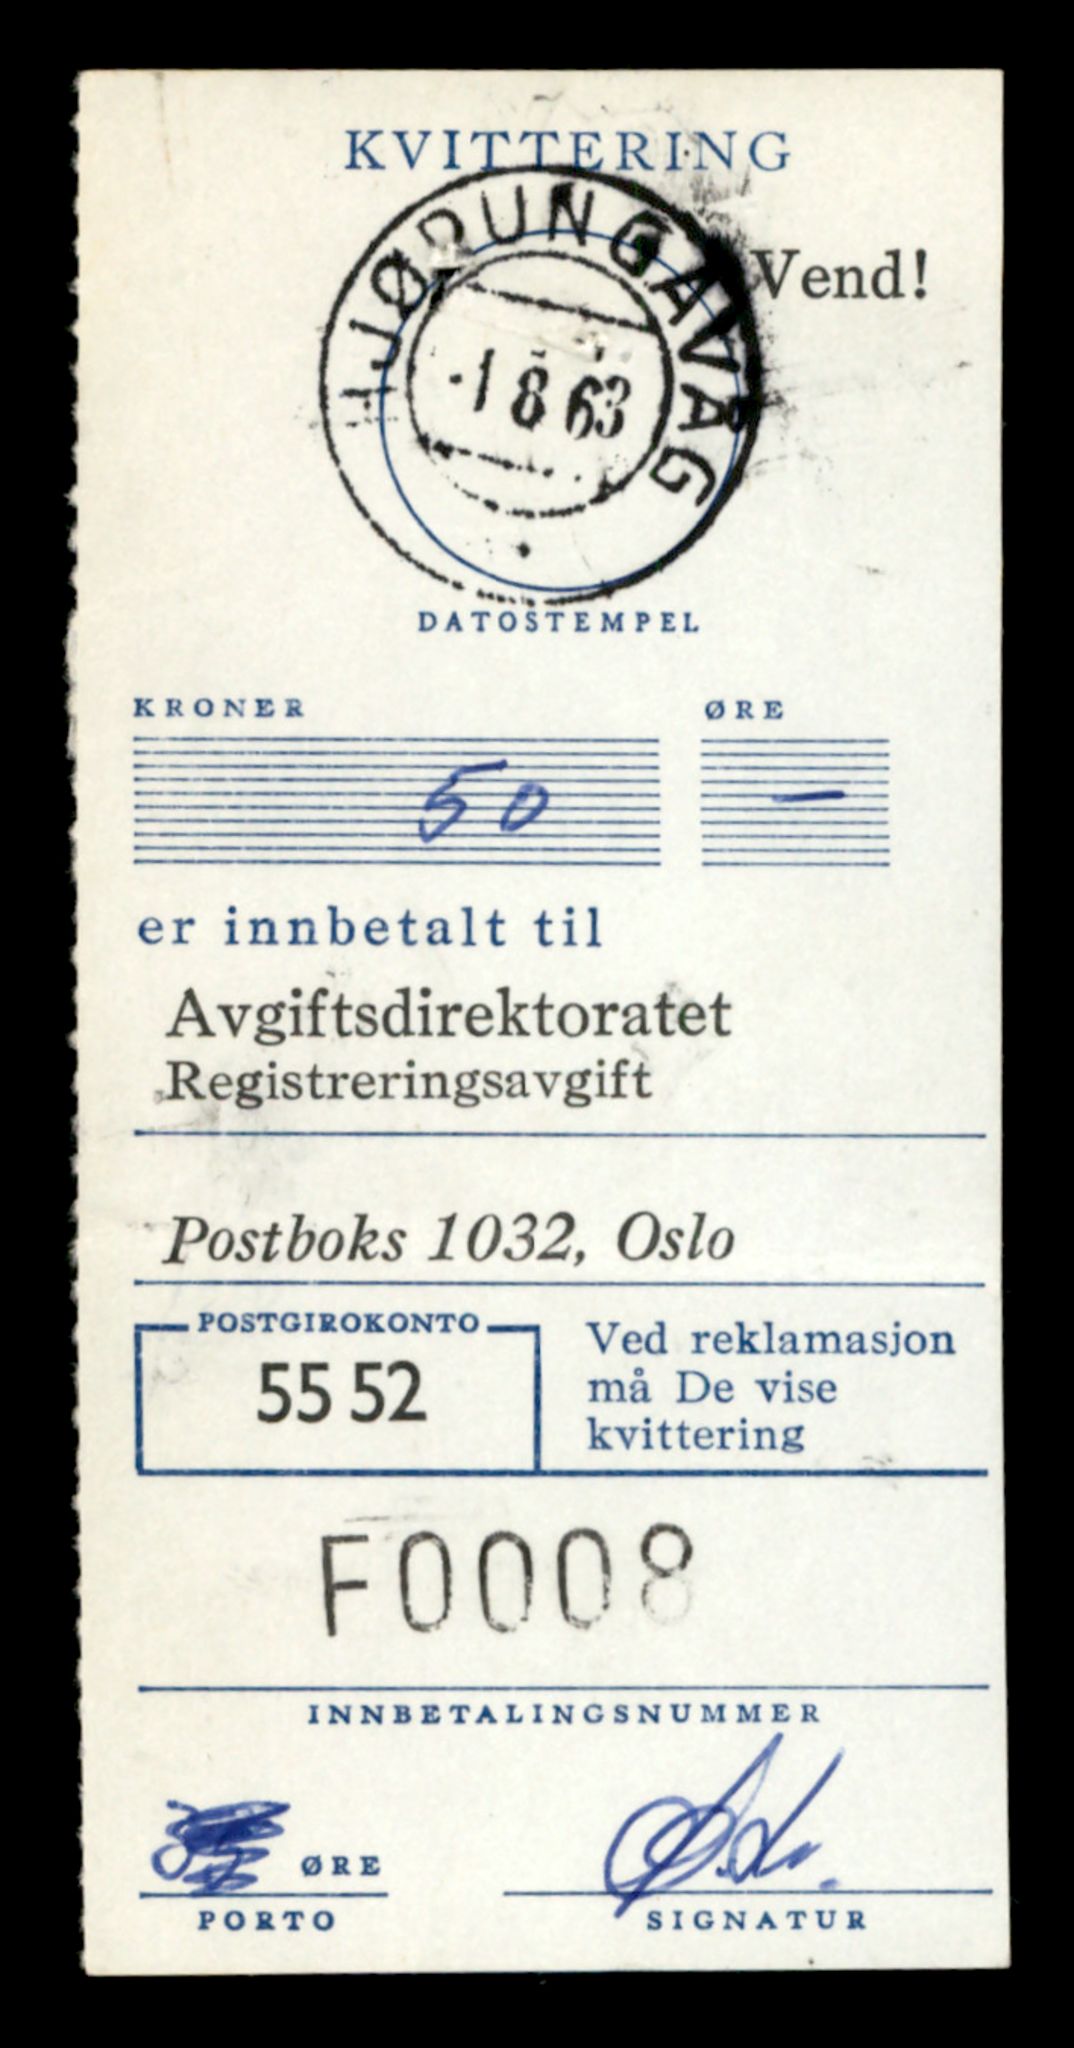 KVITTERING
HJØRUNGAVÅG
Vend!
-1 8 63
DATOSTEMPEL
KRONER ØRE
50 —
er innbetalt til
Avgiftsdirektoratet
Registreringsavgift
Postboks 1032, Oslo
POSTGIROKONTO
55 52
Ved reklamasjon
må De vise
kvittering
F0008
INNBETALINGSNUMMER
ØRE
PORTO
SIGNATUR